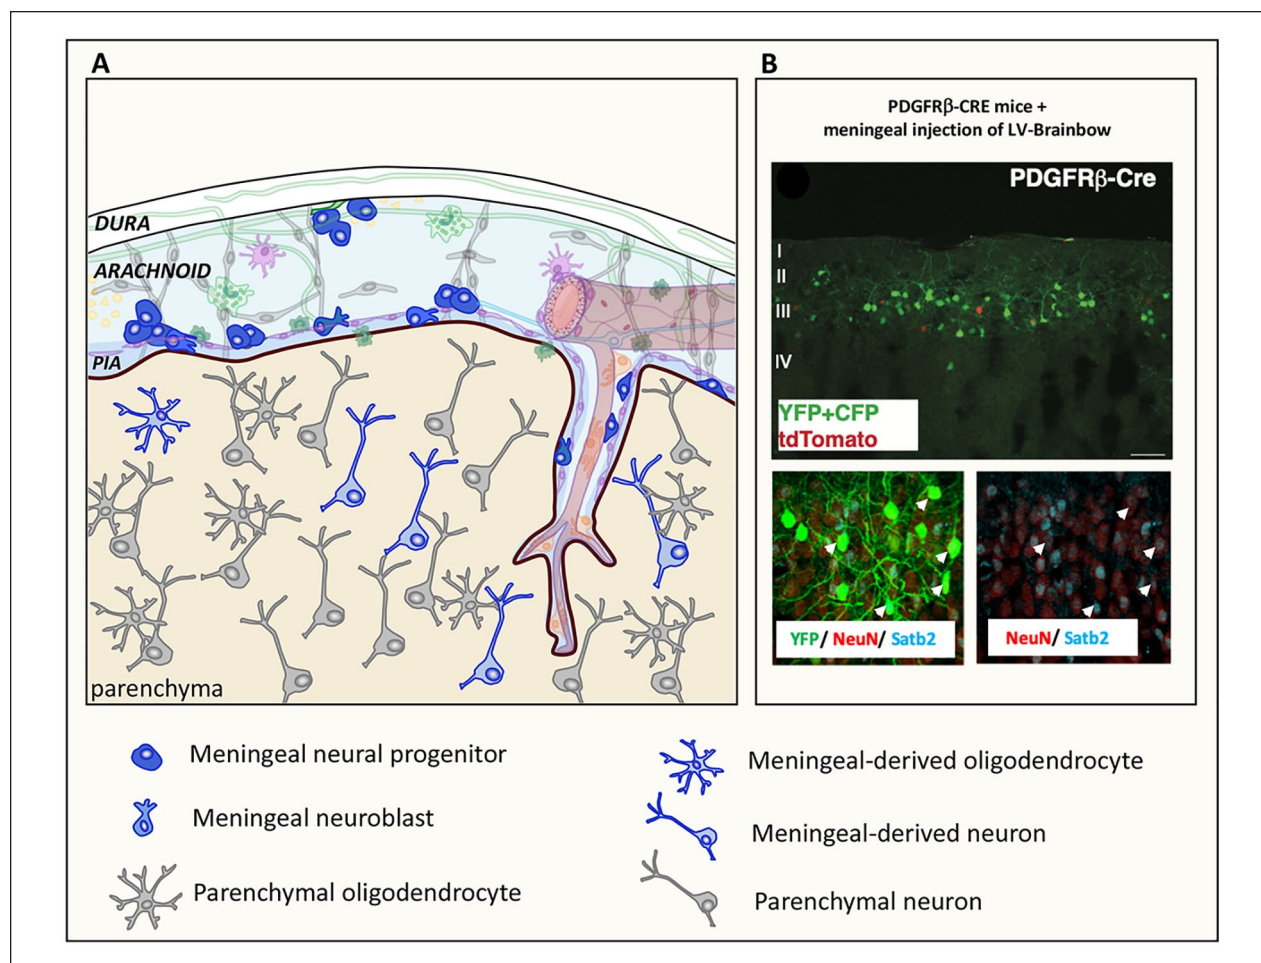 A
DURA
ARACHNOID
PIA
parenchyma
B
PDGFRβ-CRE mice +
meningeal injection of LV-Brainbow
PDGFRβ-Cre
I
II
III
IV
YFP+CFP
tdTomato
YFP/ NeuN/ Satb2
NeuN/ Satb2
Meningeal neural progenitor
Meningeal neuroblast
Parenchymal oligodendrocyte
Meningeal-derived oligodendrocyte
Meningeal-derived neuron
Parenchymal neuron